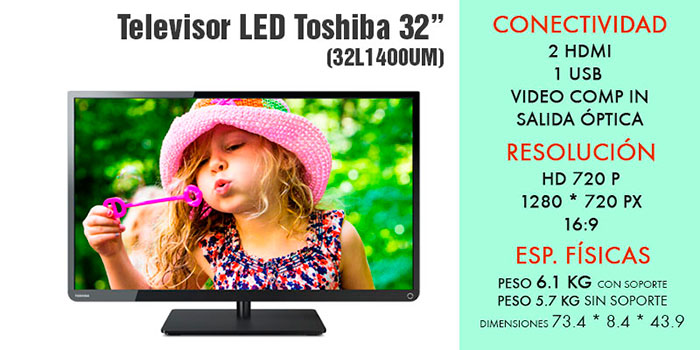 Televisor LED Toshiba 32”
(32L1400UM)
TOSHIBA
CONECTIVIDAD
2 HDMI
1 USB
VIDEO COMP IN
SALIDA ÓPTICA
RESOLUCIÓN
HD 720 P
1280 * 720 PX
16:9
ESP. FÍSICAS
PESO 6.1 KG CON SOPORTE
PESO 5.7 KG SIN SOPORTE
DIMENSIONES 73.4 * 8.4 * 43.9